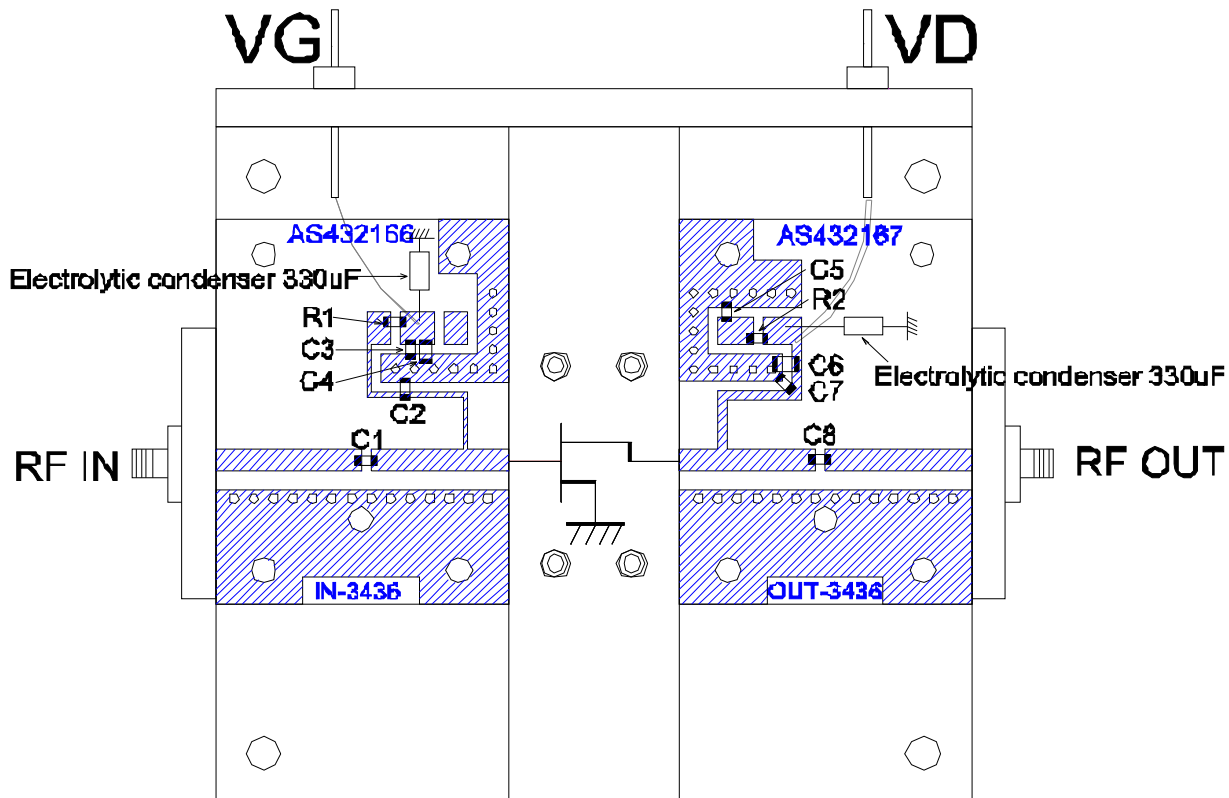 VG
VD
AS432166
AS432167
Electrolytic condenser 330uF
C5
R2
R1
C3
C4
C6
C7
Electrolytic condenser 330uF
C2
C1
C8
RF IN
RF OUT
IN-3436
OUT-3436